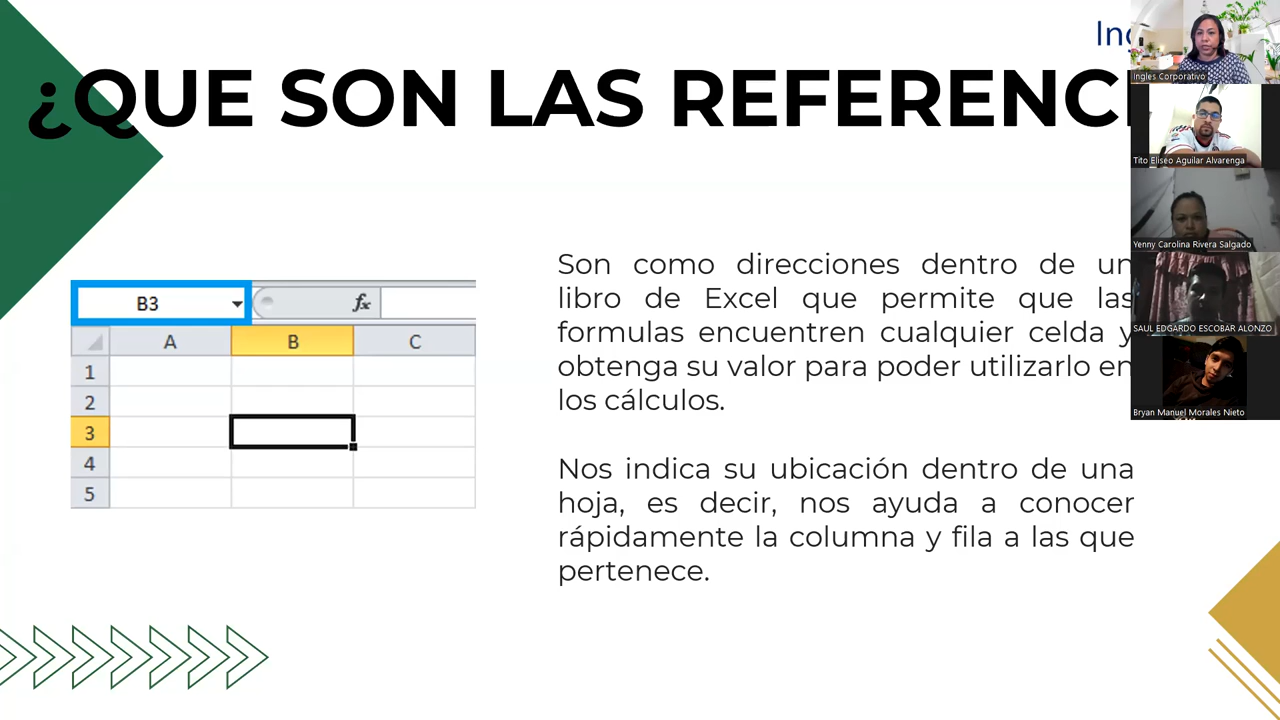 ¿QUE SON LAS REFERENCI
B3
fx
A B C
1
2
3
4
5
Son como direcciones dentro de un
libro de Excel que permite que las
formulas encuentren cualquier celda y
obtenga su valor para poder utilizarlo en
los cálculos.
Nos indica su ubicación dentro de una
hoja, es decir, nos ayuda a conocer
rápidamente la columna y fila a las que
pertenece.
Ingles Corporativo
Tito Eliseo Aguilar Alvarenga
Yenny Carolina Rivera Salgado
SAUL EDGARDO ESCOBAR ALONZO
Bryan Manuel Morales Nieto